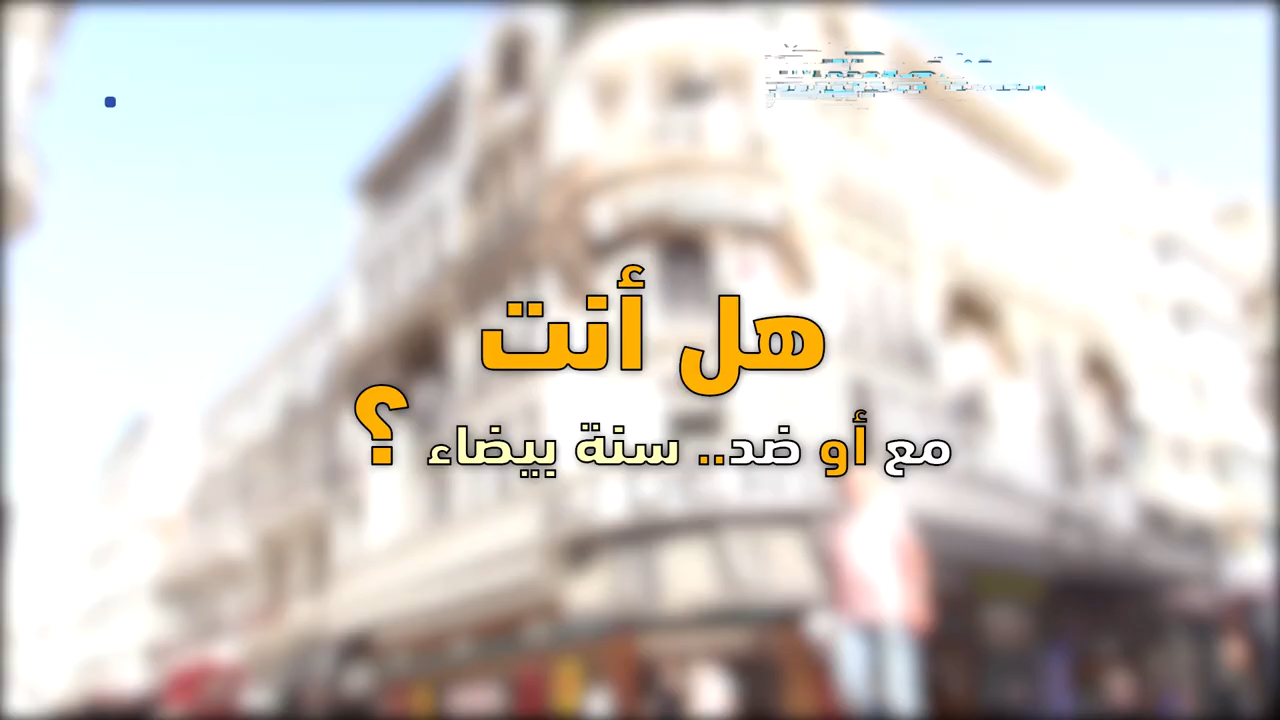 هل أنت
مع أو ضد.. سنة بيضاء ؟